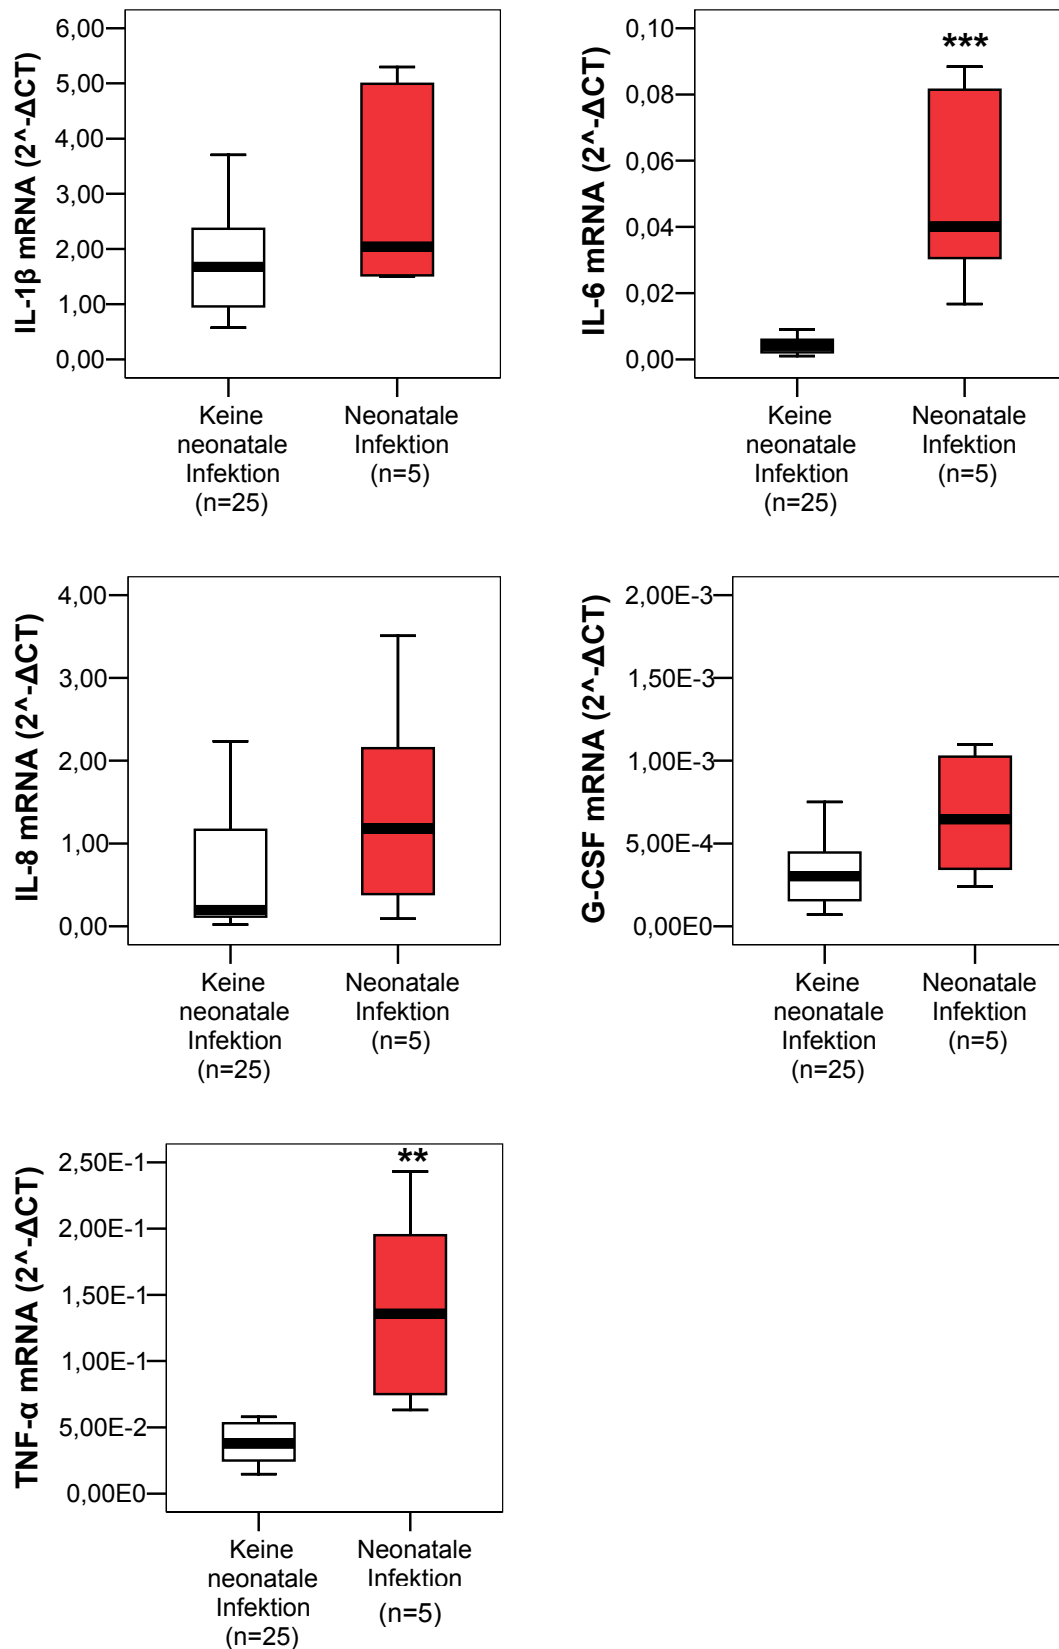 IL-1β mRNA (2^-ΔCT)
6,00
5,00
4,00
3,00
2,00
1,00
0,00
Keine
neonatale
Infektion
(n=25)
Neonatale
Infektion
(n=5)
IL-6 mRNA (2^-ΔCT)
0,10
0,08
0,06
0,04
0,02
0,00
***
Keine
neonatale
Infektion
(n=25)
Neonatale
Infektion
(n=5)
IL-8 mRNA (2^-ΔCT)
4,00
3,00
2,00
1,00
0,00
Keine
neonatale
Infektion
(n=25)
Neonatale
Infektion
(n=5)
G-CSF mRNA (2^-ΔCT)
2,00E-3
1,50E-3
1,00E-3
5,00E-4
0,00E0
Keine
neonatale
Infektion
(n=25)
Neonatale
Infektion
(n=5)
TNF-α mRNA (2^-ΔCT)
2,50E-1
2,00E-1
1,50E-1
1,00E-1
5,00E-2
0,00E0
**
Keine
neonatale
Infektion
(n=25)
Neonatale
Infektion
(n=5)